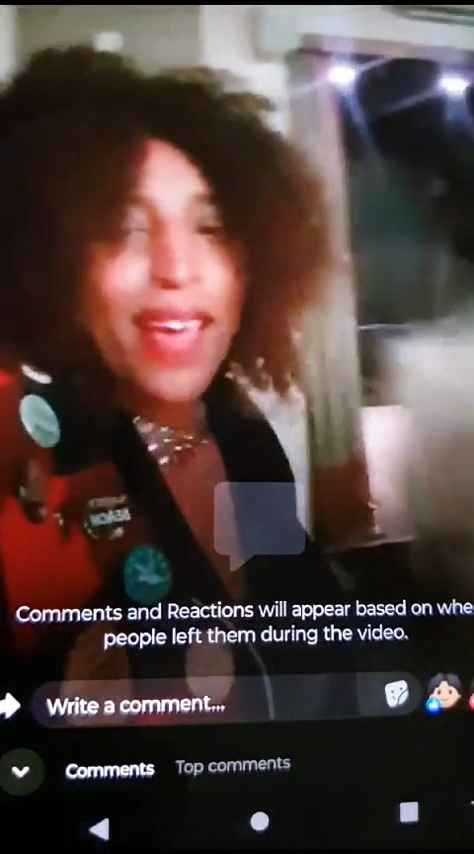 Comments and Reactions will appear based on whe
people left them during the video.
Write a comment...
Comments Top comments